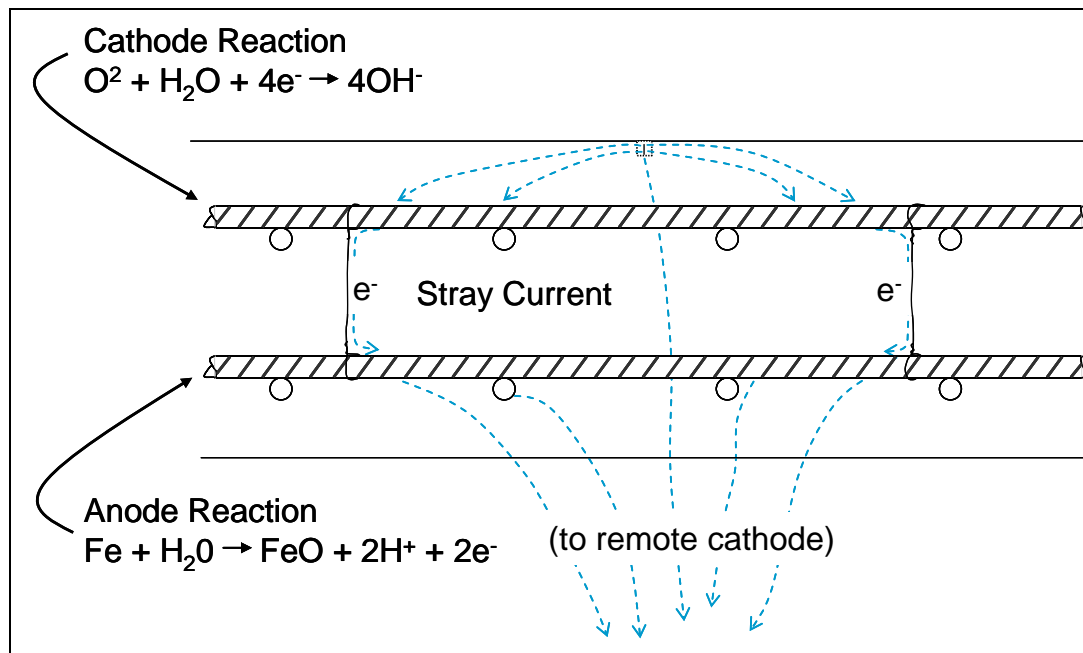 Cathode Reaction
O² + H₂O + 4e⁻ → 4OH⁻
I
e⁻
Stray Current
e⁻
Anode Reaction
Fe + H₂0 → FeO + 2H⁺ + 2e⁻
(to remote cathode)